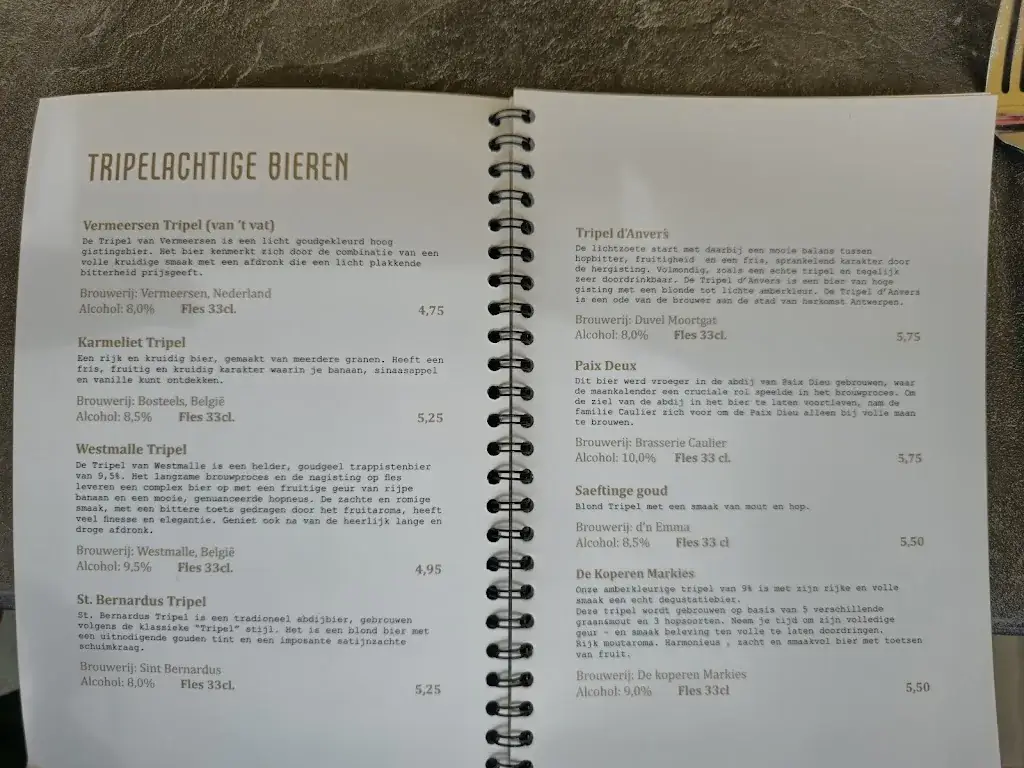 TRIPELACHTIGE BIEREN
Vermeersen Tripel (van 't vat)
De Tripel van Vermeersen is een licht goudgekleurd hoog
gistingsbier. Het bier kenmerkt zich door de combinatie van een
volle kruidige smaak met een afdronk die een licht plakkende
bitterheid prijsgeeft.
Brouwerij: Vermeersen, Nederland
Alcohol: 8,0% Fles 33cl. 4,75
Karmeliet Tripel
Een rijk en kruidig bier, gemaakt van meerdere granen. Heeft een
fris, fruitig en kruidig karakter waarin je banaan, sinaasappel
en vanille kunt ontdekken.
Brouwerij: Bosteels, België
Alcohol: 8,5% Fles 33cl. 5,25
Westmalle Tripel
De Tripel van Westmalle is een helder, goudgeel trappistenbier
van 9,5%. Het langzame brouwproces en de nagisting op fles
leveren een complex bier op met een fruitige geur van rijpe
banaan en een mooie, genuanceerde hopneus. De zachte en romige
smaak, met een bittere toets gedragen door het fruitaroma, heeft
veel finesse en elegantie. Geniet ook na van de heerlijk lange en
droge afdronk.
Brouwerij: Westmalle, België
Alcohol: 9,5% Fles 33cl. 4,95
St. Bernardus Tripel
St. Bernardus Tripel is een tradioneel abdijbier, gebrouwen
volgens de klassieke "Tripel" stijl. Het is een blond bier met
een uitnodigende gouden tint en een imposante satijnzachte
schuimkraag.
Brouwerij: Sint Bernardus
Alcohol: 8,0% Fles 33cl. 5,25
Tripel d'Anvers
De lichtzoete start met daarbij een mooie balans tussen
hopbitter, fruitigheid en een fris, sprankelend karakter door
de hergisting. Volmondig, zoals een echte tripel en tegelijk
zeer doordrinkbaar. De Tripel d'Anvers is een bier van hoge
gisting met een blonde tot lichte amberkleur. De Tripel d'Anvers
is een ode van de brouwer aan de stad van herkomst Antwerpen.
Brouwerij: Duvel Moortgat
Alcohol: 8,0% Fles 33cl. 5,75
Paix Deux
Dit bier werd vroeger in de abdij van Paix Dieu gebrouwen, waar
de maankalender een cruciale rol speelde in het brouwproces. Om
de ziel van de abdij in het bier te laten voortleven, nam de
familie Caulier zich voor om de Paix Dieu alleen bij volle maan
te brouwen.
Brouwerij: Brasserie Caulier
Alcohol: 10,0% Fles 33 cl. 5,75
Saeftinge goud
Blond Tripel met een smaak van mout en hop.
Brouwerij: d'n Emma
Alcohol: 8,5% Fles 33 cl 5,50
De Koperen Markies
Onze amberkleurige tripel van 9% is met zijn rijke en volle
smaak een echt degustatiebier.
Deze tripel wordt gebrouwen op basis van 5 verschillende
graan&mout en 3 hopsoorten. Neem je tijd om zijn volledige
geur - en smaak beleving ten volle te laten doordringen.
Rijk moutaroma. Harmonieus , zacht en smaakvol bier met toetsen
van fruit.
Brouwerij: De koperen Markies
Alcohol: 9,0% Fles 33cl 5,50